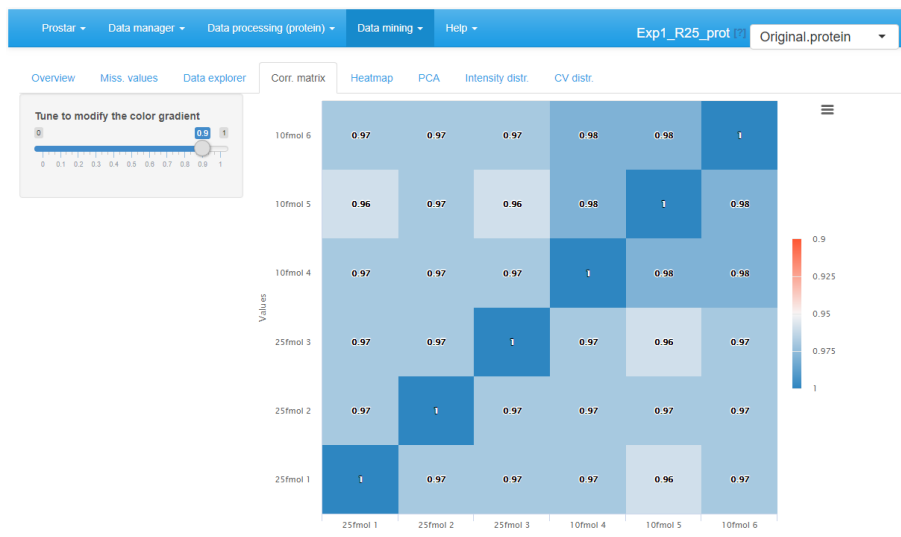 Prostar Data manager Data processing (protein) Data mining Help Exp1_R25_prot [?] Original.protein
Overview Miss. values Data explorer Corr. matrix Heatmap PCA Intensity distr. CV distr.
Tune to modify the color gradient
0 0.9 1
0 0.1 0.2 0.3 0.4 0.5 0.6 0.7 0.8 0.9 1
Values
10fmol 6 0.97 0.97 0.97 0.98 0.98 1
10fmol 5 0.96 0.97 0.96 0.98 1 0.98
10fmol 4 0.97 0.97 0.97 1 0.98 0.98
25fmol 3 0.97 0.97 1 0.97 0.96 0.97
25fmol 2 0.97 1 0.97 0.97 0.97 0.97
25fmol 1 1 0.97 0.97 0.97 0.96 0.97
25fmol 1 25fmol 2 25fmol 3 10fmol 4 10fmol 5 10fmol 6
0.9
0.925
0.95
0.975
1